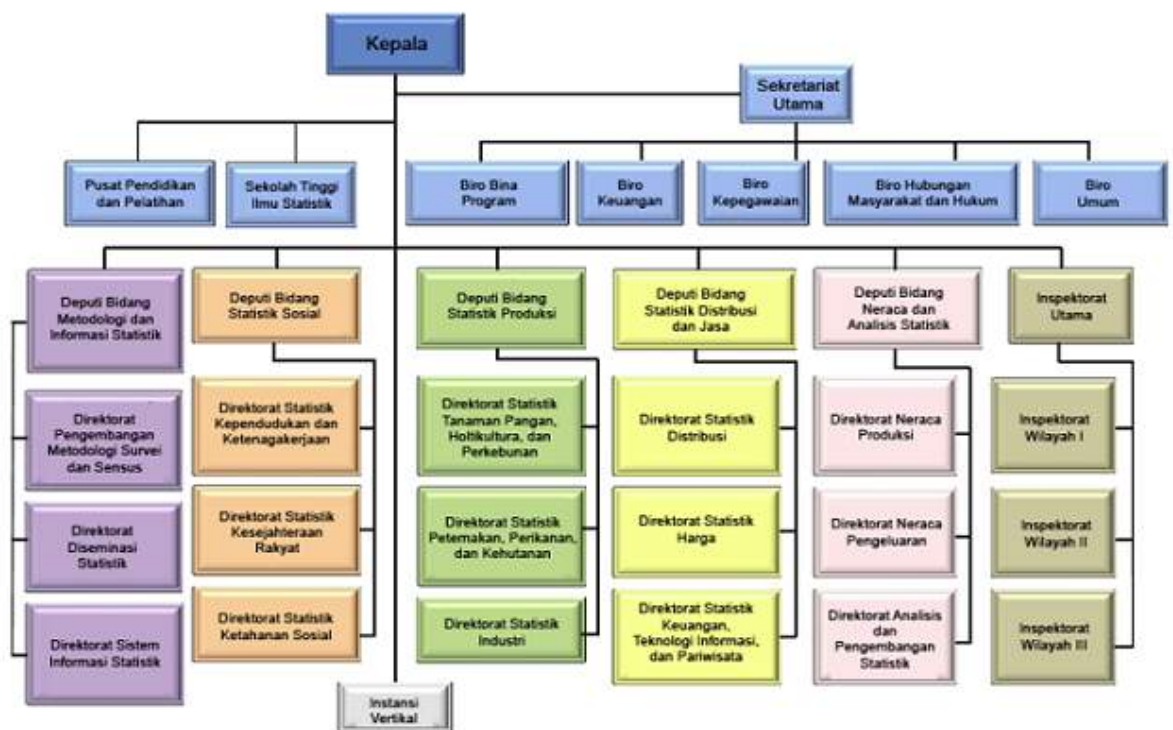 Kepala
Sekretariat
Utama
Pusat Pendidikan
dan Pelatihan
Sekolah Tinggi
Ilmu Statistik
Biro Bina
Program
Biro
Keuangan
Biro
Kepegawaian
Biro Hubungan
Masyarakat dan Hukum
Biro
Umum
Deputi Bidang
Metodologi dan
Informasi Statistik
Deputi Bidang
Statistik Sosial
Deputi Bidang
Statistik Produksi
Deputi Bidang
Statistik Distribusi
dan Jasa
Deputi Bidang
Neraca dan
Analisis Statistik
Inspektorat
Utama
Direktorat
Pengembangan
Metodologi Survei
dan Sensus
Direktorat Statistik
Kependudukan dan
Ketenagakerjaan
Direktorat Statistik
Tanaman Pangan,
Holtikultura, dan
Perkebunan
Direktorat Statistik
Distribusi
Direktorat Neraca
Produksi
Inspektorat
Wilayah I
Direktorat
Diseminasi
Statistik
Direktorat Statistik
Kesejahteraan
Rakyat
Direktorat Statistik
Peternakan, Perikanan,
dan Kehutanan
Direktorat Statistik
Harga
Direktorat Neraca
Pengeluaran
Inspektorat
Wilayah II
Direktorat Sistem
Informasi Statistik
Direktorat Statistik
Ketahanan Sosial
Direktorat Statistik
Industri
Direktorat Statistik
Keuangan,
Teknologi Informasi,
dan Pariwisata
Direktorat Analisis
dan
Pengembangan
Statistik
Inspektorat
Wilayah III
Instansi
Vertikal